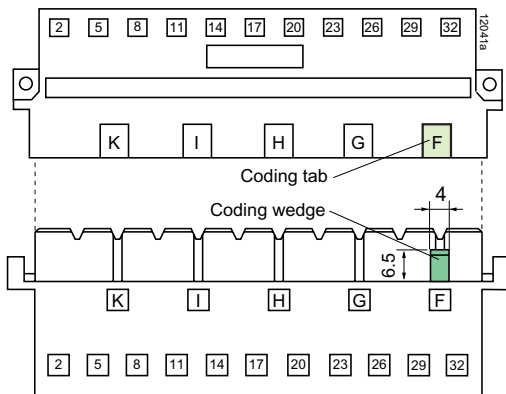 2 5 8 11 14 17 20 23 26 29 32
12041a
K I H G F
Coding tab
4
Coding wedge
6.5
K I H G F
2 5 8 11 14 17 20 23 26 29 32